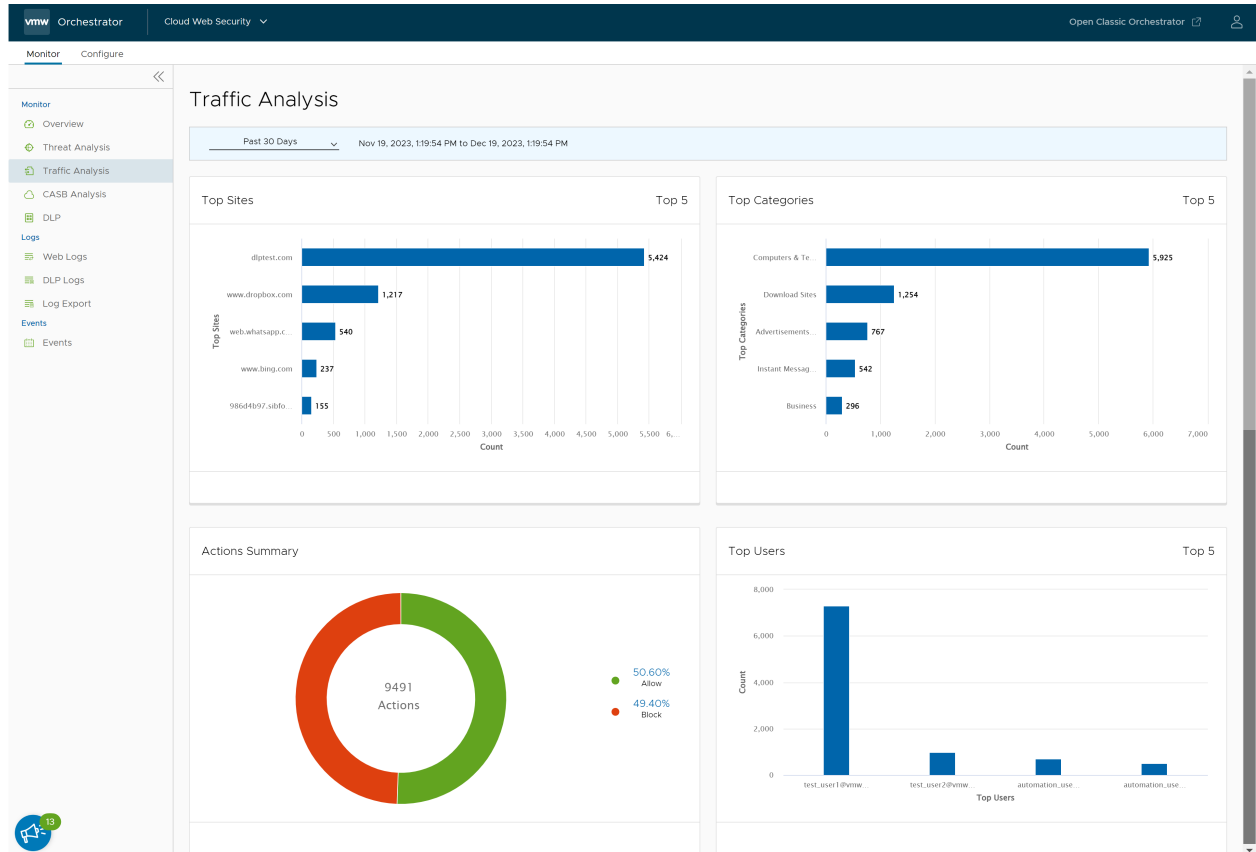 vmw Orchestrator Cloud Web Security Open Classic Orchestrator
Monitor Configure
Monitor
Overview
Threat Analysis
Traffic Analysis
CASB Analysis
DLP
Logs
Web Logs
DLP Logs
Log Export
Events
Events
13
Traffic Analysis
Past 30 Days Nov 19, 2023, 1:19:54 PM to Dec 19, 2023, 1:19:54 PM
Top Sites Top 5
Top Sites
dlptest.com 5,424
www.dropbox.com 1,217
web.whatsapp.c... 540
www.bing.com 237
986d4b97.sibfo... 155
0 500 1,000 1,500 2,000 2,500 3,000 3,500 4,000 4,500 5,000 5,500 6,...
Count
Top Categories Top 5
Top Categories
Computers & Te... 5,925
Download Sites 1,254
Advertisements... 767
Instant Messag... 542
Business 296
0 1,000 2,000 3,000 4,000 5,000 6,000 7,000
Count
Actions Summary
9491
Actions
50.60%
Allow
49.40%
Block
Top Users Top 5
Count
8,000
6,000
4,000
2,000
0
test_user1@vmw... test_user2@vmw... automation_use... automation_use...
Top Users